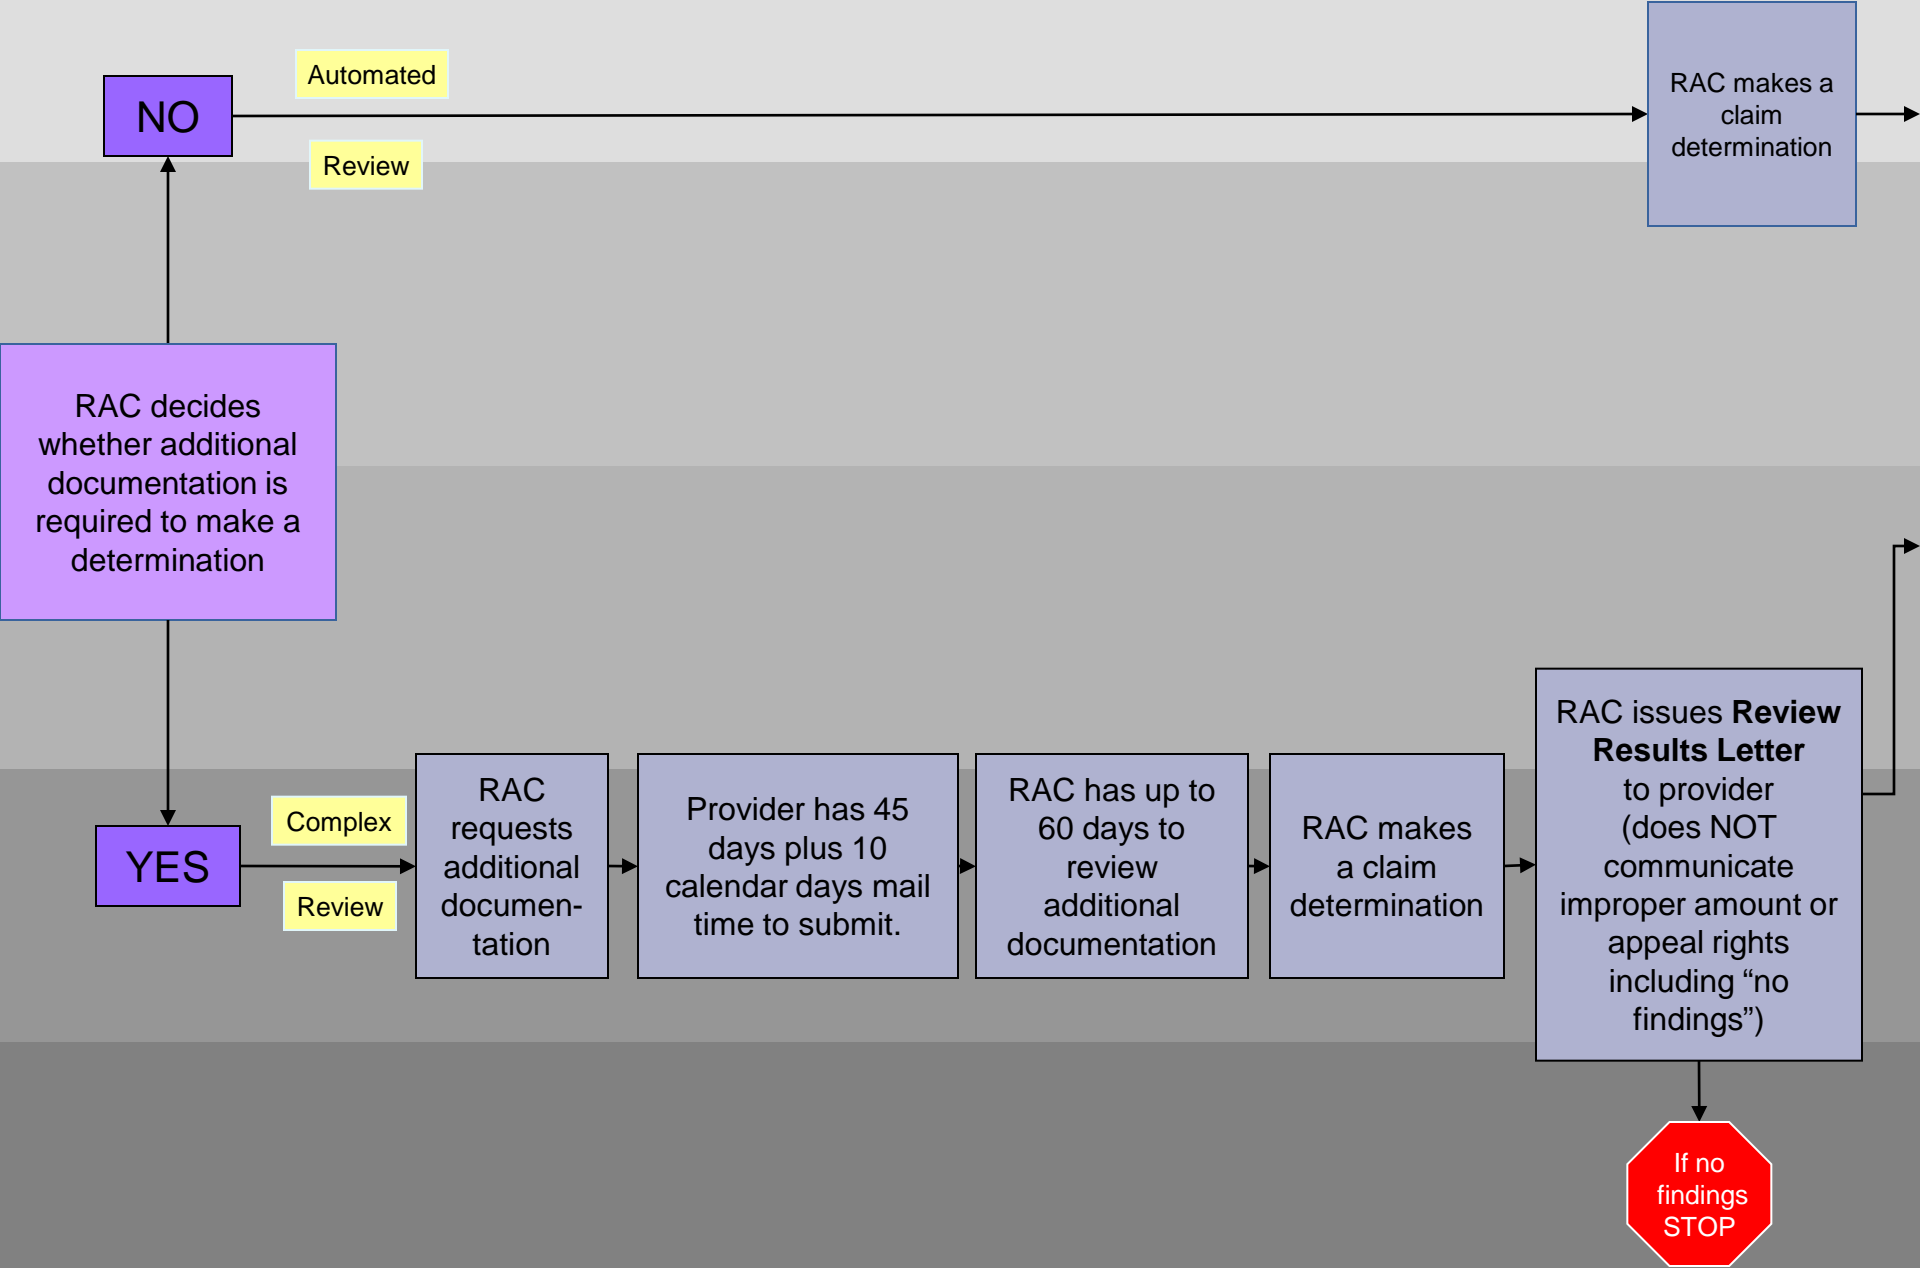 Automated
NO
Review
RAC makes a
claim
determination
RAC decides
whether additional
documentation is
required to make a
determination
YES
Complex
Review
RAC
requests
additional
documen-
tation
Provider has 45
days plus 10
calendar days mail
time to submit.
RAC has up to
60 days to
review
additional
documentation
RAC makes
a claim
determination
RAC issues Review
Results Letter
to provider
(does NOT
communicate
improper amount or
appeal rights
including “no
findings”)
If no
findings
STOP